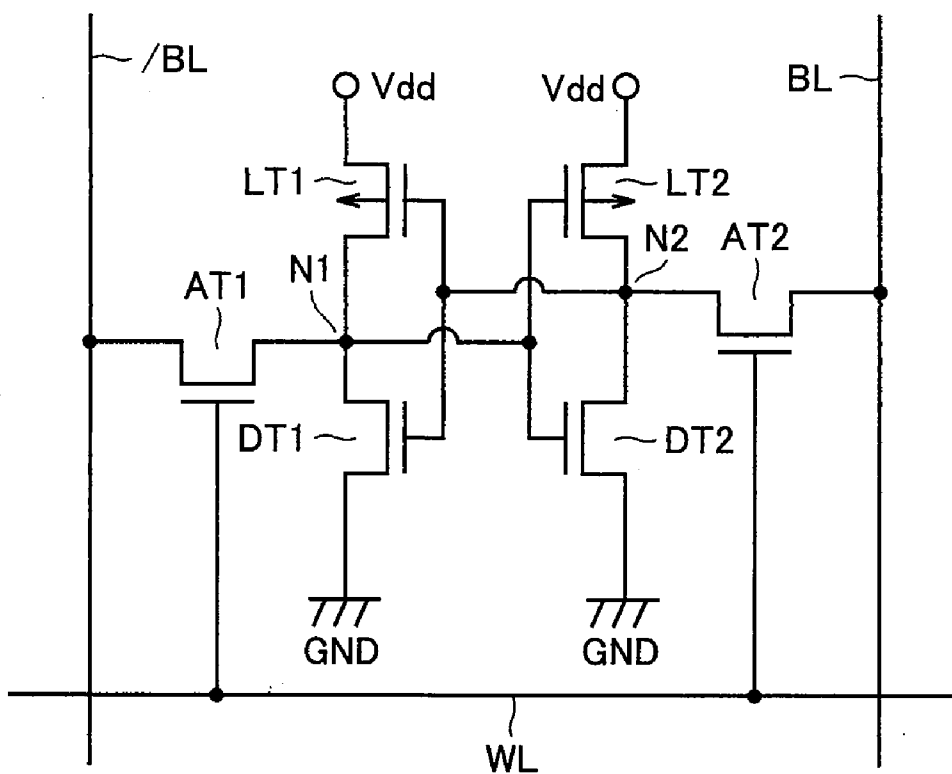 /BL
Vdd
Vdd
BL
LT1
LT2
N1
N2
AT1
AT2
DT1
DT2
GND
GND
WL